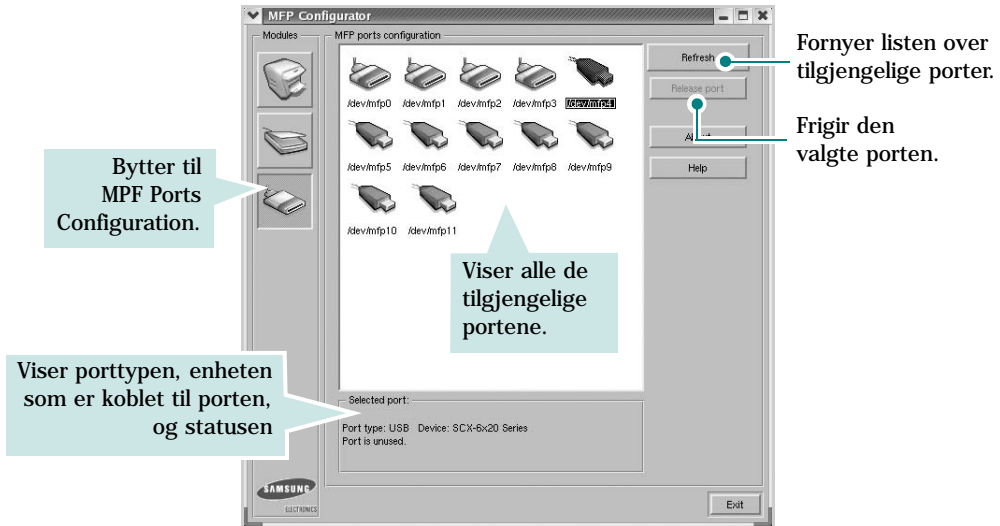 MFP Configurator
Modules
MFP ports configuration
/dev/mfp0 /dev/mfp1 /dev/mfp2 /dev/mfp3 /dev/mfp4
/dev/mfp5 /dev/mfp6 /dev/mfp7 /dev/mfp8 /dev/mfp9
/dev/mfp10 /dev/mfp11
Refresh
Release port
Help
Fornyer listen over
tilgjengelige porter.
Frigir den
valgte porten.
Bytter til
MPF Ports
Configuration.
Viser alle de
tilgjengelige
portene.
Viser porttypen, enheten
som er koblet til porten,
og statusen
Selected port:
Port type: USB Device: SCX-6x20 Series
Port is unused.
SAMSUNG
ELECTRONICS
Exit